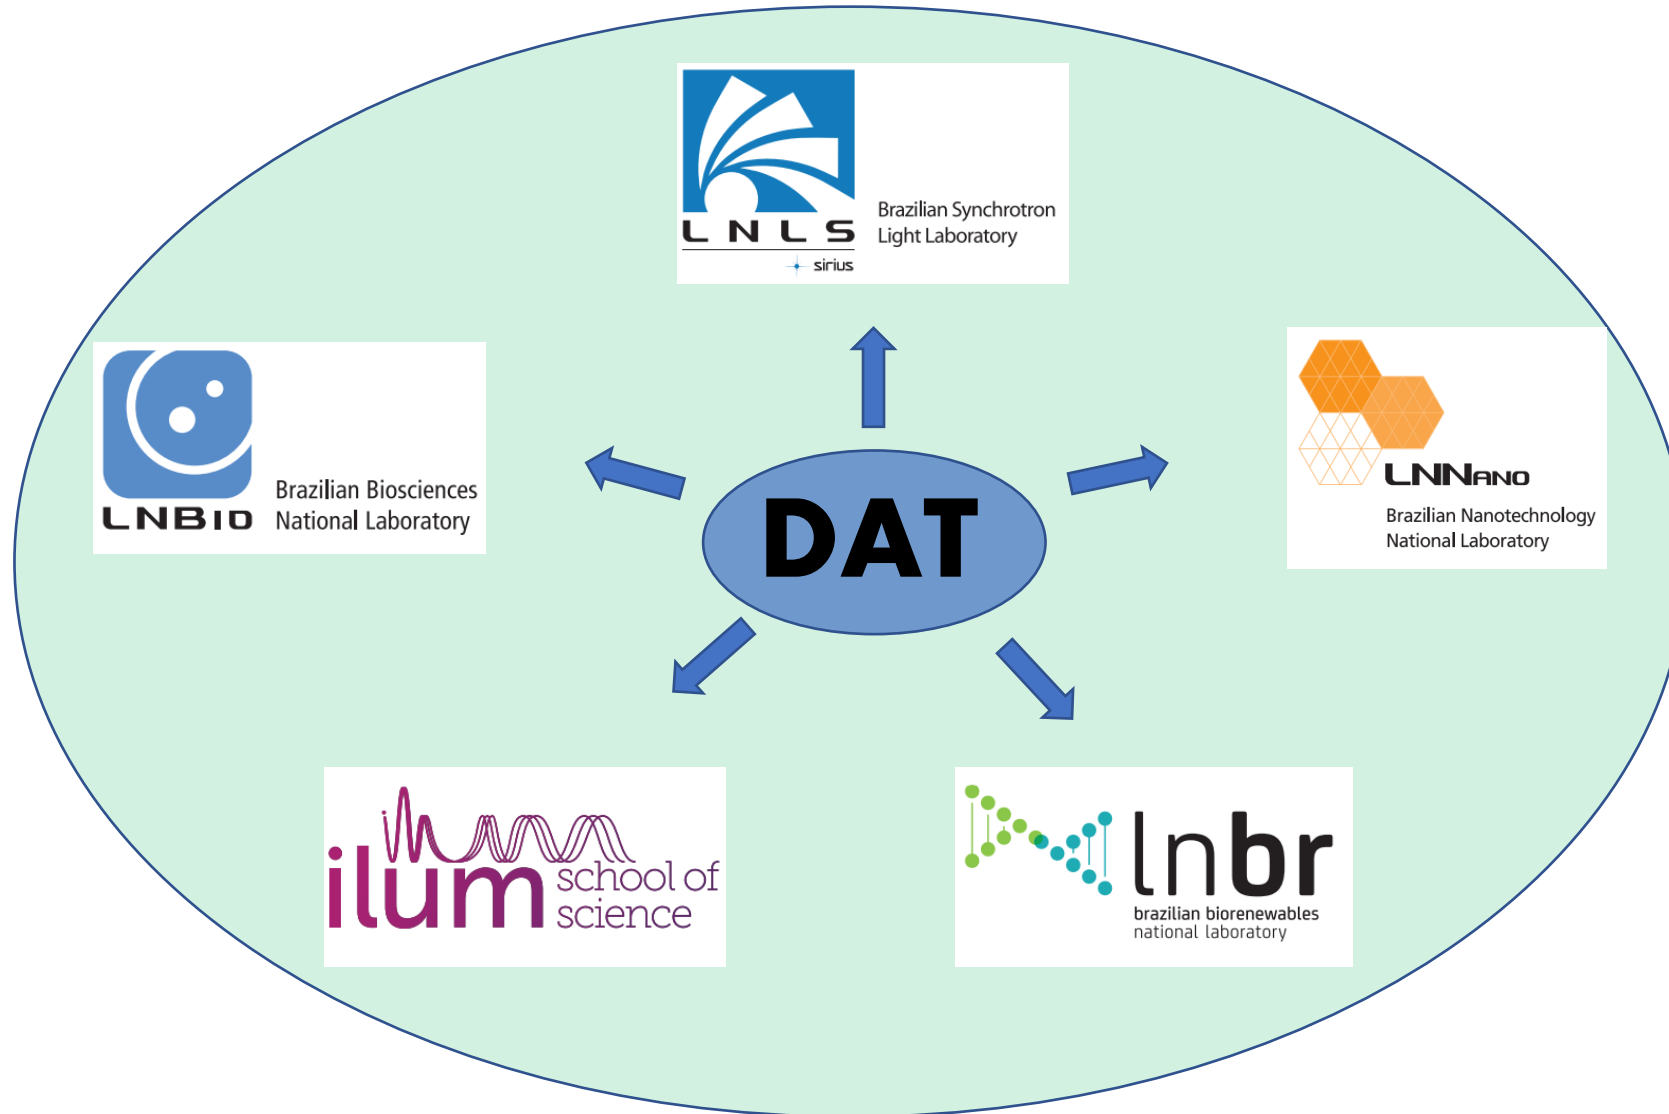 LNLS
sirius
Brazilian Synchrotron
Light Laboratory
LNBio
Brazilian Biosciences
National Laboratory
LNNano
Brazilian Nanotechnology
National Laboratory
DAT
ilum
school of
science
lnbr
brazilian biorenewables
national laboratory